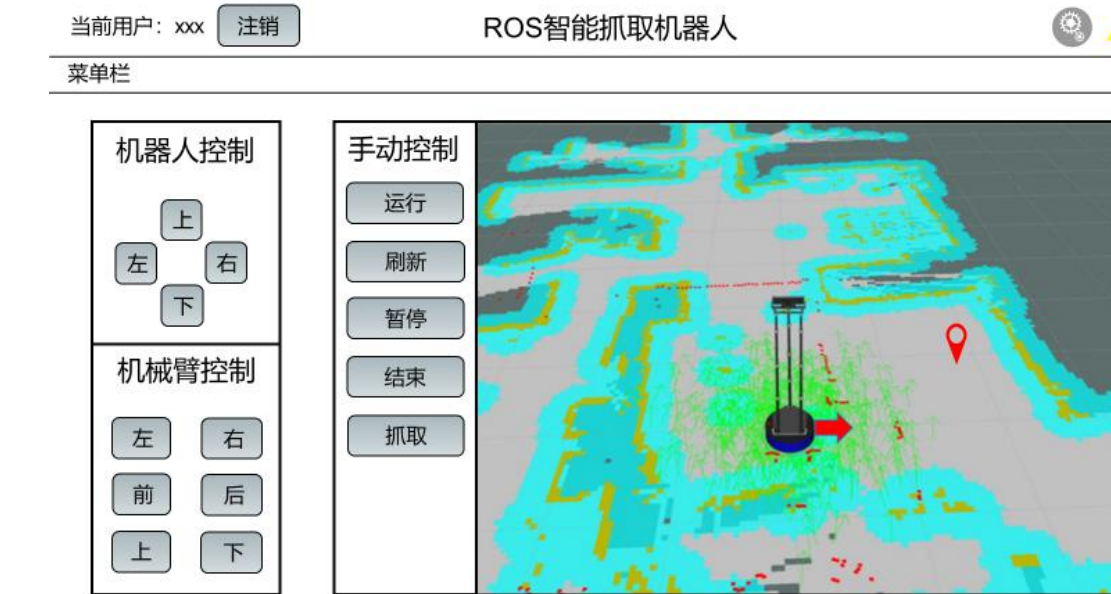 当前用户：xxx 注销 ROS智能抓取机器人
菜单栏
机器人控制
上
左 右
下
机械臂控制
左 右
前 后
上 下
手动控制
运行
刷新
暂停
结束
抓取